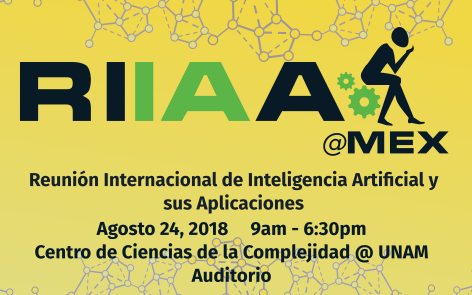 RIIAA
@MEX
Reunión Internacional de Inteligencia Artificial y
sus Aplicaciones
Agosto 24, 2018 9am - 6:30pm
Centro de Ciencias de la Complejidad @ UNAM
Auditorio